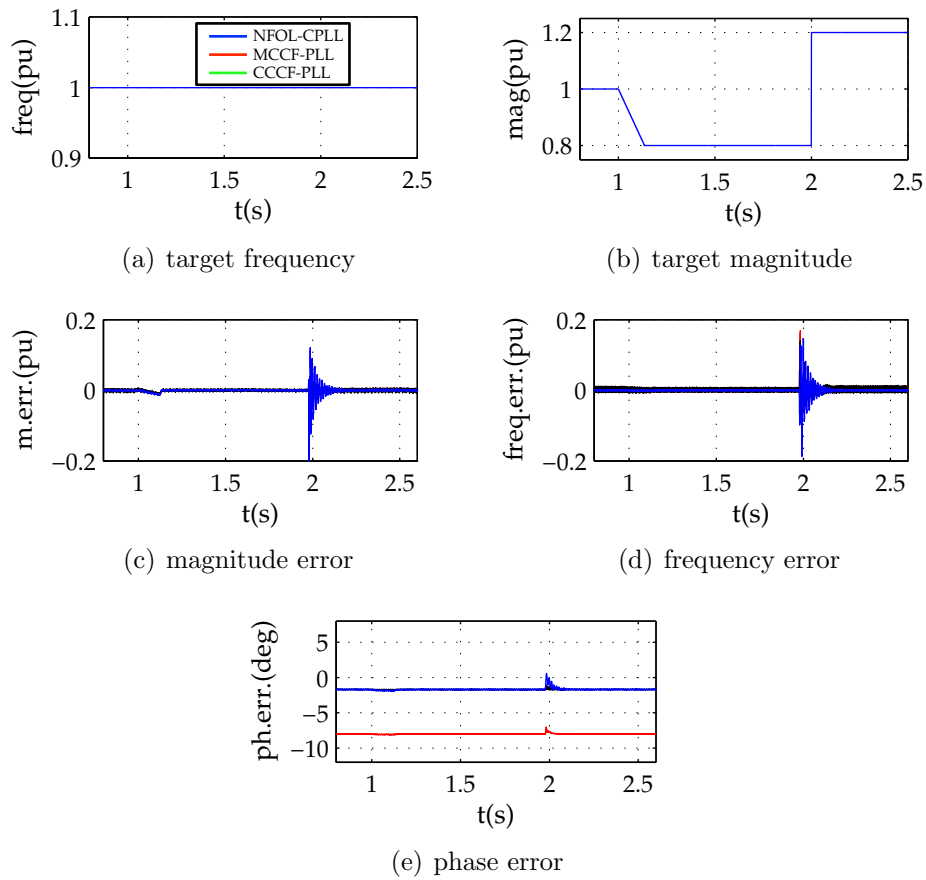 freq(pu)
1.1
1
0.9
NFOL-CPLL
MCCF-PLL
CCCF-PLL
1 1.5 2 2.5
t(s)
(a) target frequency
mag(pu)
1.2
1
0.8
1 1.5 2 2.5
t(s)
(b) target magnitude
m.err.(pu)
0.2
0
−0.2
1 1.5 2 2.5
t(s)
(c) magnitude error
freq.err.(pu)
0.2
0
−0.2
1 1.5 2 2.5
t(s)
(d) frequency error
ph.err.(deg)
5
0
−5
−10
1 1.5 2 2.5
t(s)
(e) phase error